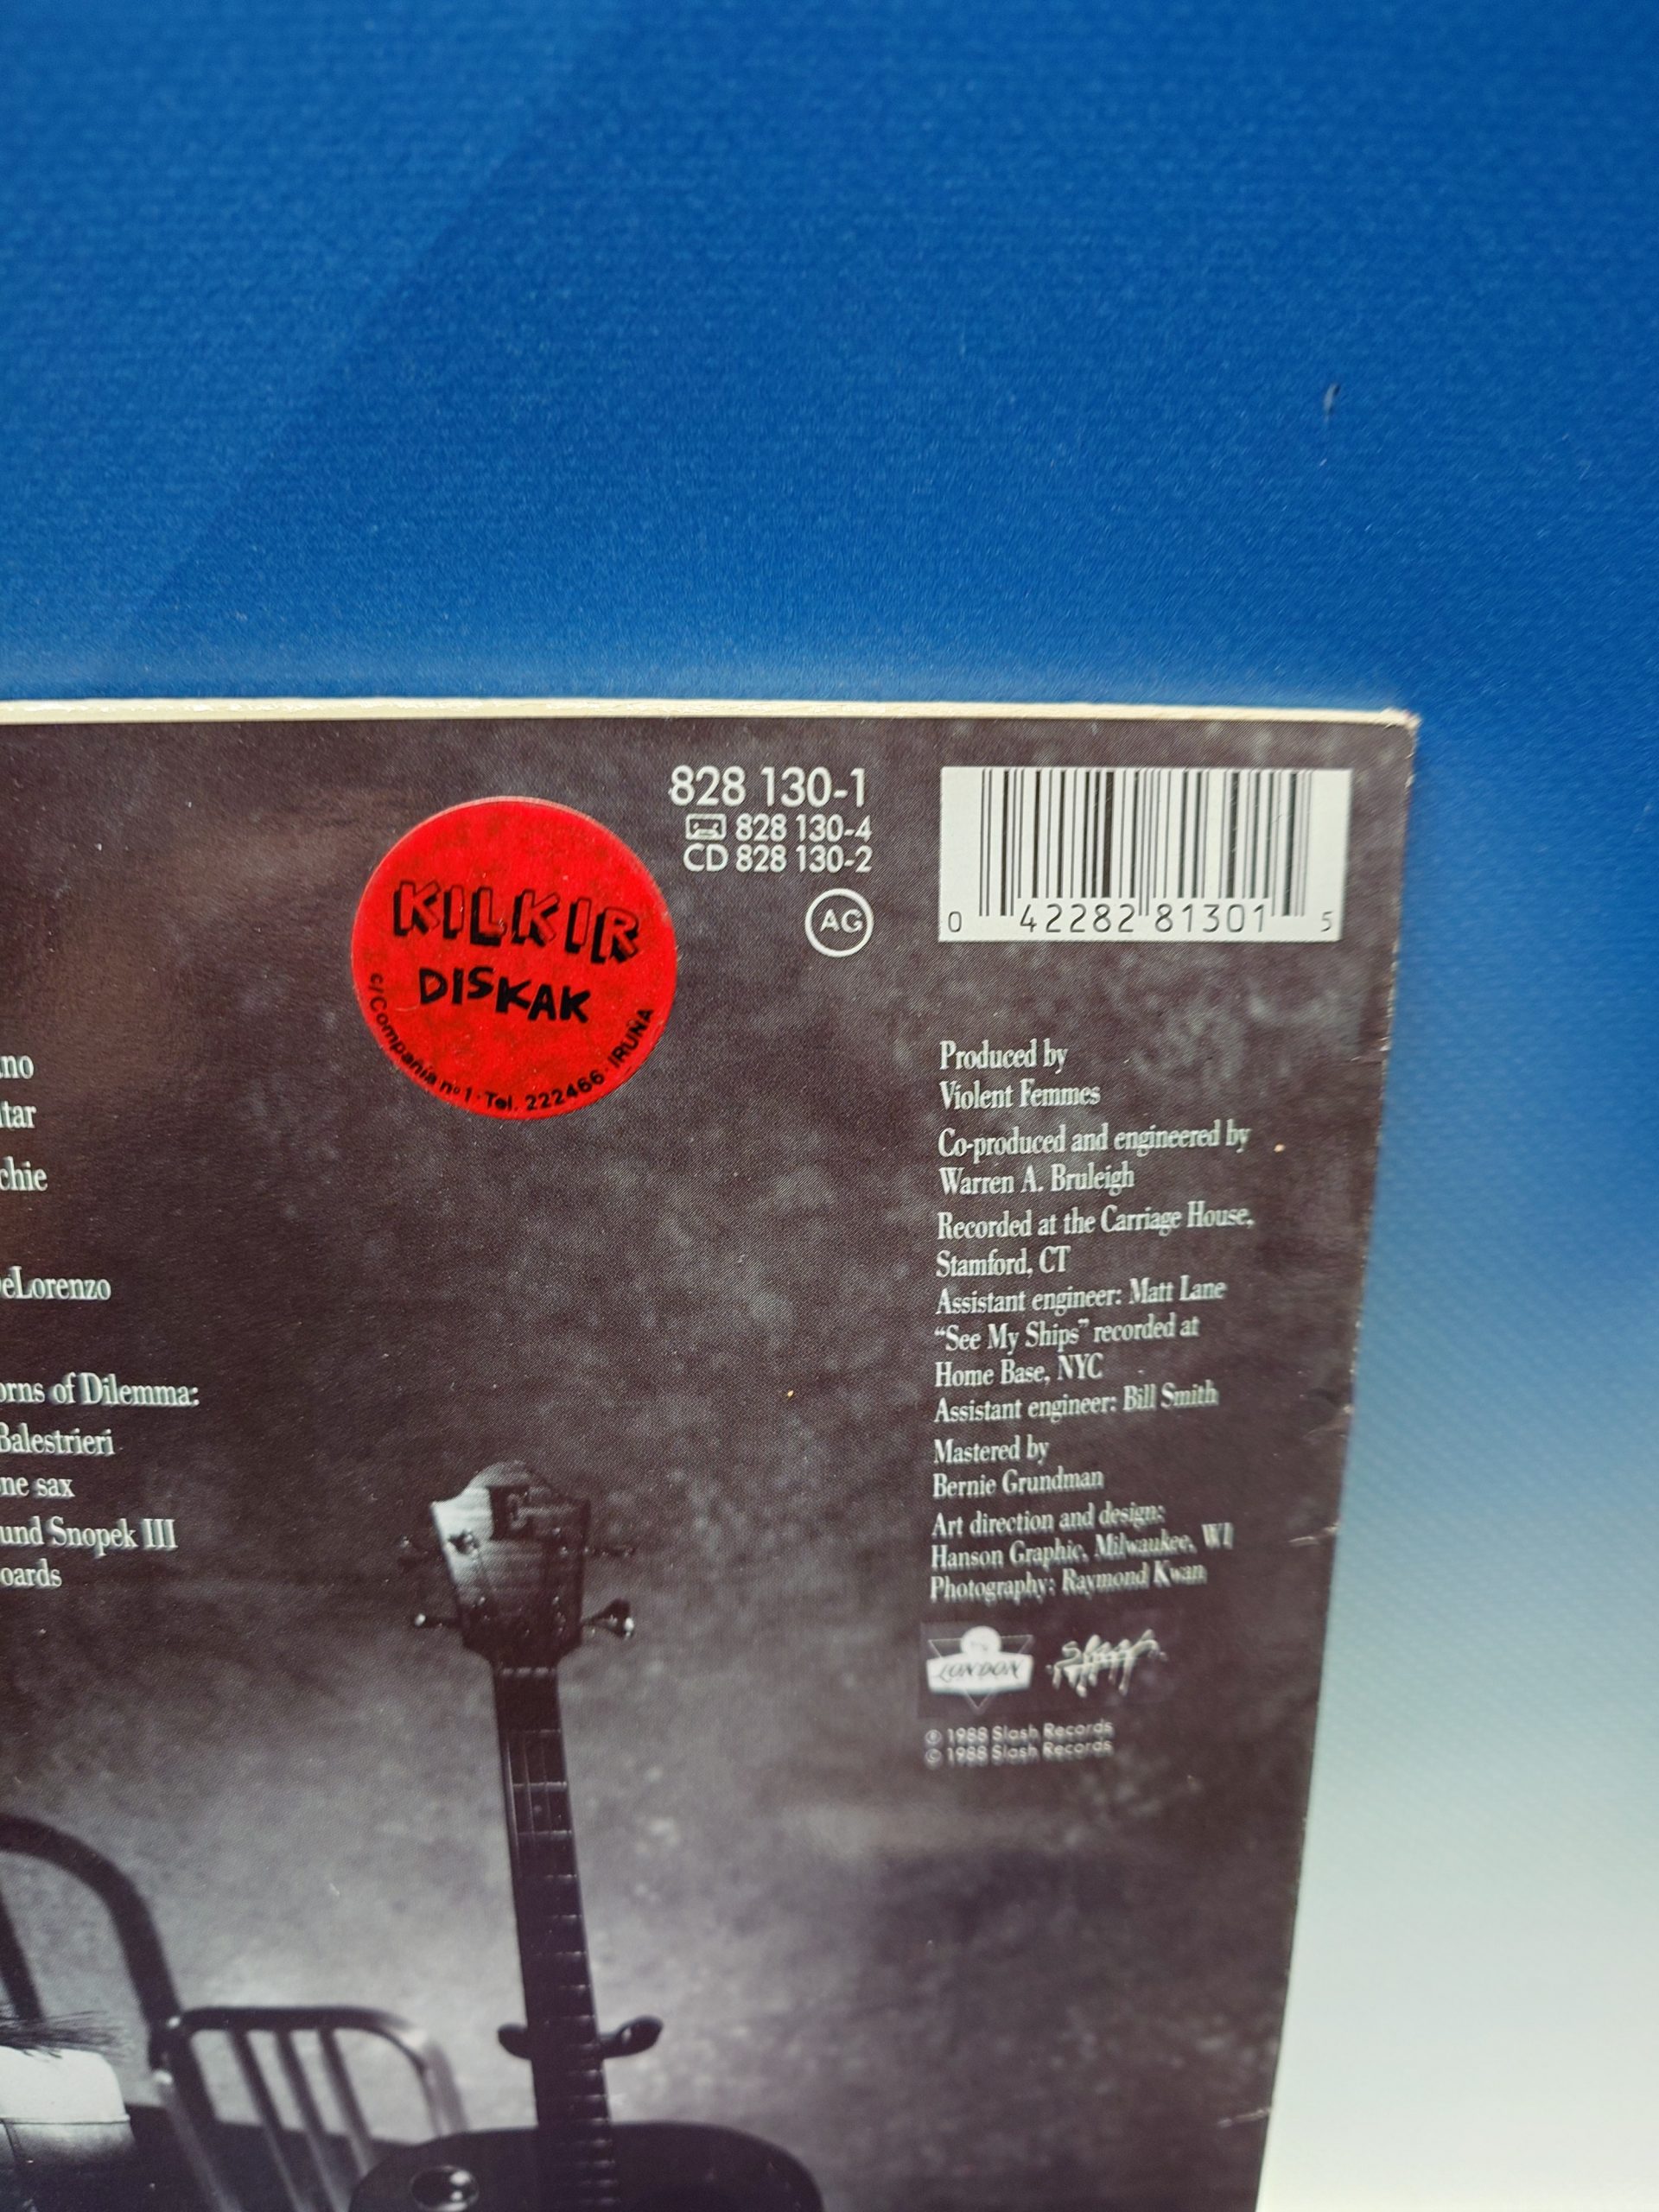 828 130-1
828 130-4
CD 828 130-2
AG
0 42282 81301 5
KILKIR
DISKAK
c/Compañia nº1·Tel. 222466·IRUÑA
ano
itar
chie
eLorenzo
orns of Dilemma:
Balestrieri
ne sax
und Snopek III
oards
Produced by
Violent Femmes
Co-produced and engineered by
Warren A. Bruleigh
Recorded at the Carriage House,
Stamford, CT
Assistant engineer: Matt Lane
“See My Ships” recorded at
Home Base, NYC
Assistant engineer: Bill Smith
Mastered by
Bernie Grundman
Art direction and design:
Hanson Graphic, Milwaukee, WI
Photography: Raymond Kwan
LONDON
Slash
℗ 1988 Slash Records
© 1988 Slash Records